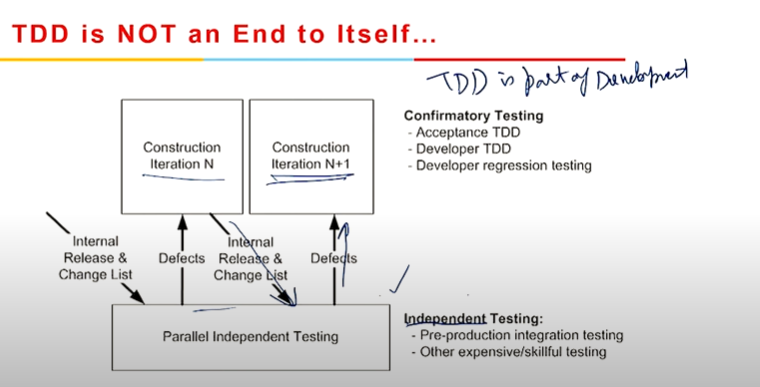 TDD is NOT an End to Itself...
TDD is part of Development
Construction
Iteration N
Construction
Iteration N+1
Confirmatory Testing
- Acceptance TDD
- Developer TDD
- Developer regression testing
Internal
Release &
Change List
Defects
Internal
Release &
Change List
Defects
Parallel Independent Testing
Independent Testing:
- Pre-production integration testing
- Other expensive/skillful testing